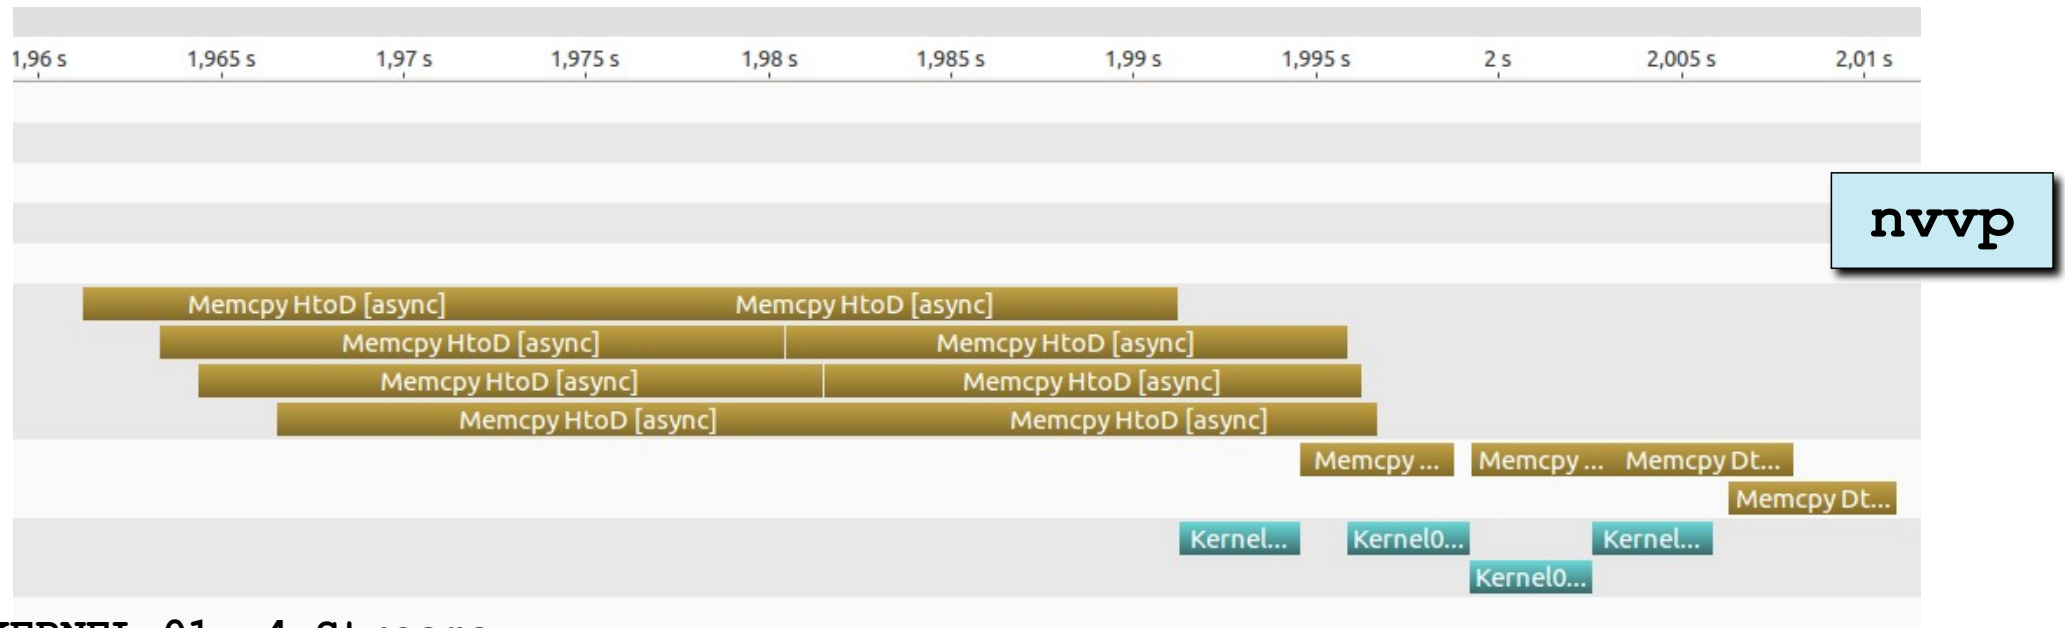 1,96 s 1,965 s 1,97 s 1,975 s 1,98 s 1,985 s 1,99 s 1,995 s 2 s 2,005 s 2,01 s
nvvp
Memcpy HtoD [async] Memcpy HtoD [async]
Memcpy HtoD [async] Memcpy HtoD [async]
Memcpy HtoD [async] Memcpy HtoD [async]
Memcpy HtoD [async] Memcpy HtoD [async]
Memcpy ... Memcpy ... Memcpy Dt...
Memcpy Dt...
Kernel... Kernel0... Kernel...
Kernel0...